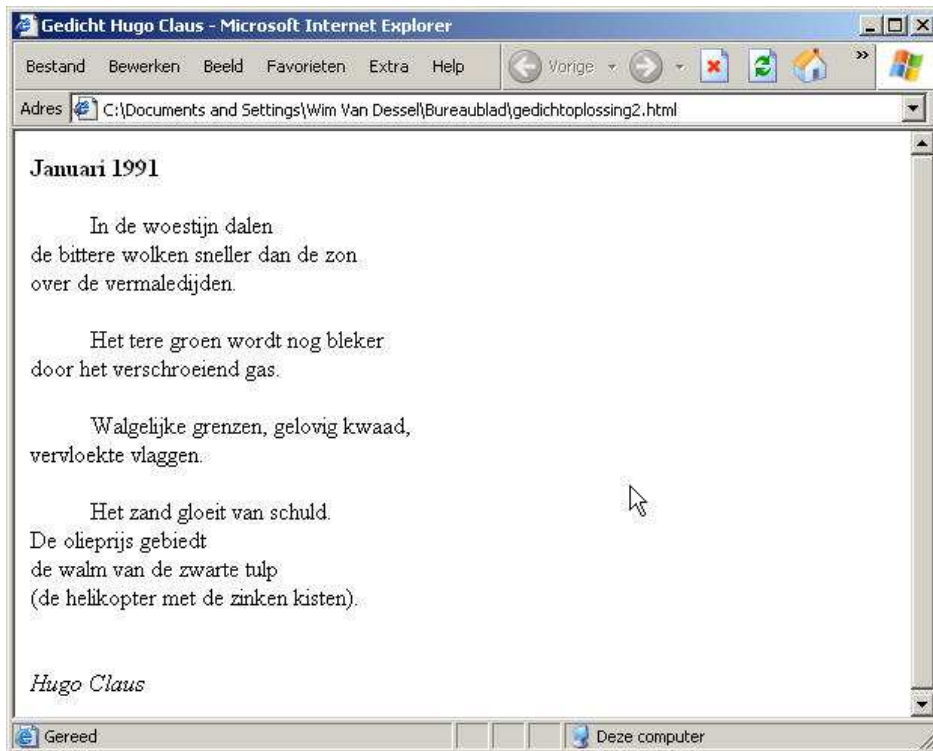 Gedicht Hugo Claus - Microsoft Internet Explorer
Bestand Bewerken Beeld Favorieten Extra Help Vorige »
Adres C:\Documents and Settings\Wim Van Dessel\Bureaublad\gedichtoplossing2.html
Januari 1991
In de woestijn dalen
de bittere wolken sneller dan de zon
over de vermaledijden.
Het tere groen wordt nog bleker
door het verschroeiend gas.
Walgelijke grenzen, gelovig kwaad,
vervloekte vlaggen.
Het zand gloeit van schuld.
De olieprijs gebiedt
de walm van de zwarte tulp
(de helikopter met de zinken kisten).
Hugo Claus
Gereed Deze computer